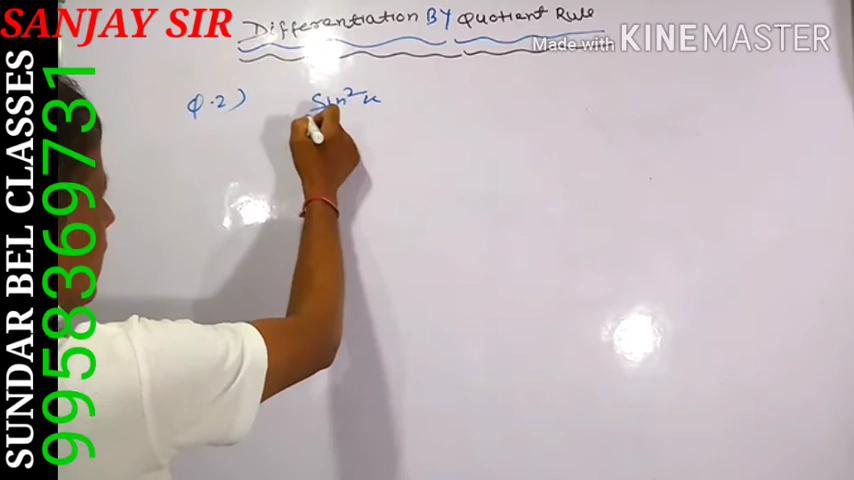 SANJAY SIR
Differentiation BY Quotient Rule
Made with KINEMASTER
SUNDAR BEL CLASSES
9958369731
Q.2) Sin²x